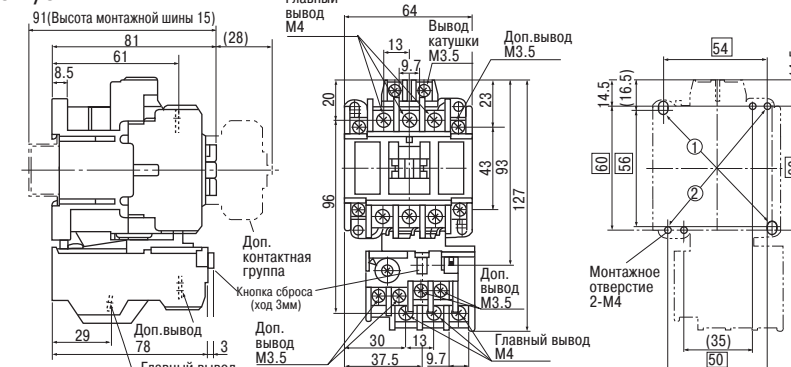 91(Высота монтажной шины 15)
81
(28)
61
8.5
Доп.
контактная
группа
Кнопка сброса
(ход 3мм)
Доп.вывод
29
78
3
Главный вывод
Главный
вывод
M4
64
13
9.7
Вывод
катушки
M3.5
Доп.вывод
M3.5
20
23
43
93
96
127
Доп.
вывод
M3.5
Доп.
вывод
M3.5
Главный вывод
M4
30
13
37.5
9.7
54
14.5
(16.5)
60
56
1
2
Монтажное
отверстие
2-M4
(35)
50